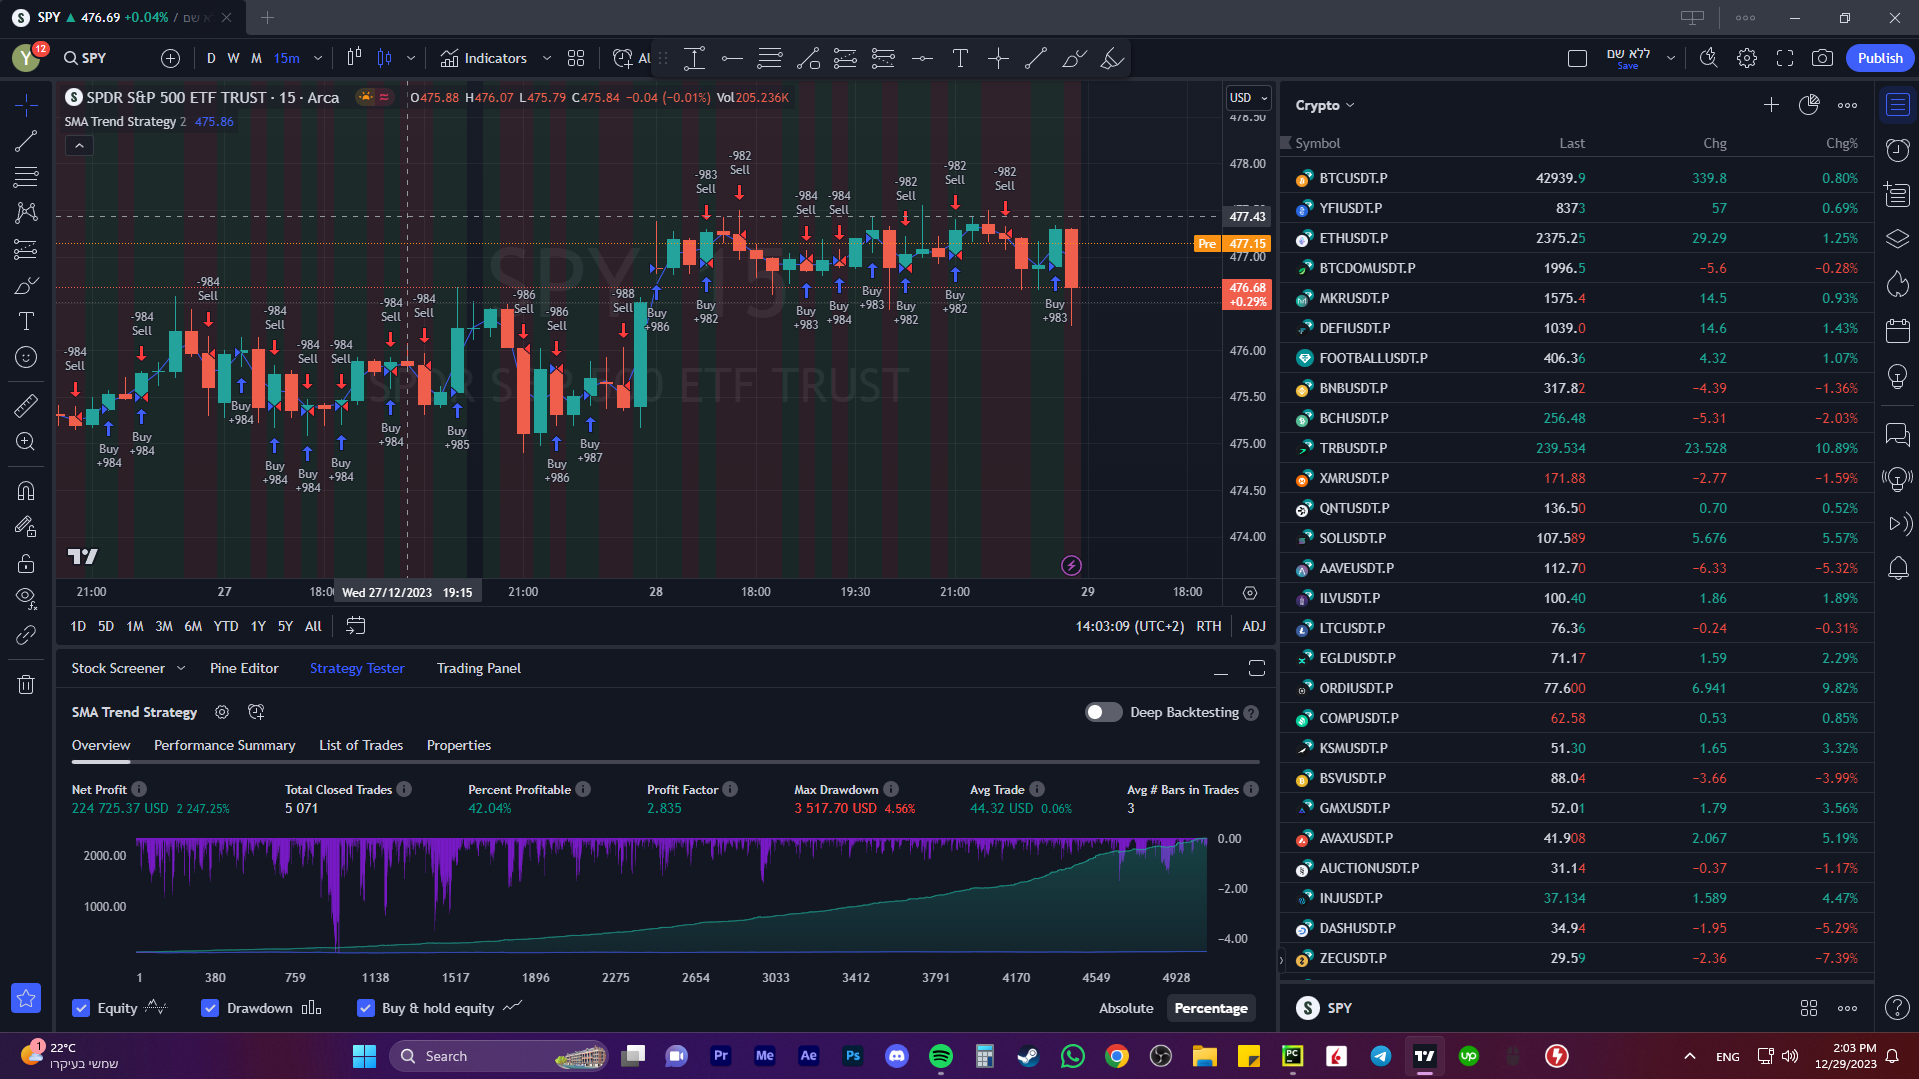 SPY ▲ 476.69 +0.04% / ללא שם
Y 12 SPY D W M 15m Indicators Al ללא שם Save Publish
SPDR S&P 500 ETF TRUST · 15 · Arca O475.88 H476.07 L475.79 C475.84 −0.04 (−0.01%) Vol205.236K
SMA Trend Strategy 2 475.86
USD
478.50
478.00
477.43
Pre 477.15
477.00
476.68
+0.29%
476.00
475.50
475.00
474.50
474.00
SPY, 15
SPDR S&P 500 ETF TRUST
-984 Sell
-984 Sell
-984 Sell
-984 Sell
-984 Sell
-984 Sell
-984 Sell
-984 Sell
-986 Sell
-986 Sell
-988 Sell
-983 Sell
-982 Sell
-984 Sell
-984 Sell
-982 Sell
-982 Sell
-982 Sell
Buy +984
Buy +984
Buy +984
Buy +984
Buy +984
Buy +984
Buy +984
Buy +985
Buy +986
Buy +987
Buy +986
Buy +982
Buy +983
Buy +984
Buy +983
Buy +982
Buy +982
Buy +983
21:00 27 18:00 Wed 27/12/2023 19:15 21:00 28 18:00 19:30 21:00 29 18:00
1D 5D 1M 3M 6M YTD 1Y 5Y All 14:03:09 (UTC+2) RTH ADJ
Stock Screener Pine Editor Strategy Tester Trading Panel
SMA Trend Strategy Deep Backtesting
Overview Performance Summary List of Trades Properties
Net Profit Total Closed Trades Percent Profitable Profit Factor Max Drawdown Avg Trade Avg # Bars in Trades
224 725.37 USD 2 247.25% 5 071 42.04% 2.835 3 517.70 USD 4.56% 44.32 USD 0.06% 3
2000.00
1000.00
0.00
−2.00
−4.00
1 380 759 1138 1517 1896 2275 2654 3033 3412 3791 4170 4549 4928
Equity Drawdown Buy & hold equity Absolute Percentage
Crypto
Symbol Last Chg Chg%
BTCUSDT.P 42939.9 339.8 0.80%
YFIUSDT.P 8373 57 0.69%
ETHUSDT.P 2375.25 29.29 1.25%
BTCDOMUSDT.P 1996.5 −5.6 −0.28%
MKRUSDT.P 1575.4 14.5 0.93%
DEFIUSDT.P 1039.0 14.6 1.43%
FOOTBALLUSDT.P 406.36 4.32 1.07%
BNBUSDT.P 317.82 −4.39 −1.36%
BCHUSDT.P 256.48 −5.31 −2.03%
TRBUSDT.P 239.534 23.528 10.89%
XMRUSDT.P 171.88 −2.77 −1.59%
QNTUSDT.P 136.50 0.70 0.52%
SOLUSDT.P 107.589 5.676 5.57%
AAVEUSDT.P 112.70 −6.33 −5.32%
ILVUSDT.P 100.40 1.86 1.89%
LTCUSDT.P 76.36 −0.24 −0.31%
EGLDUSDT.P 71.17 1.59 2.29%
ORDIUSDT.P 77.600 6.941 9.82%
COMPUSDT.P 62.58 0.53 0.85%
KSMUSDT.P 51.30 1.65 3.32%
BSVUSDT.P 88.04 −3.66 −3.99%
GMXUSDT.P 52.01 1.79 3.56%
AVAXUSDT.P 41.908 2.067 5.19%
AUCTIONUSDT.P 31.14 −0.37 −1.17%
INJUSDT.P 37.134 1.589 4.47%
DASHUSDT.P 34.94 −1.95 −5.29%
ZECUSDT.P 29.59 −2.36 −7.39%
S SPY
1 22°C
שמשי בעיקרו
Search Pr Me Ae Ps PC up ENG 2:03 PM
12/29/2023